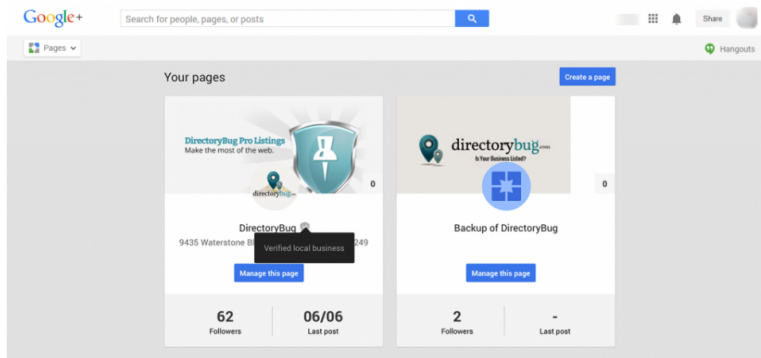 Google+
Search for people, pages, or posts
Share
Pages
Hangouts
Your pages
Create a page
DirectoryBug Pro Listings
Make the most of the web.
directorybug
0
DirectoryBug
9435 Waterstone 249
Verified local business
Manage this page
62
Followers
06/06
Last post
directorybug.com
Is Your Business Listed?
0
Backup of DirectoryBug
Manage this page
2
Followers
-
Last post